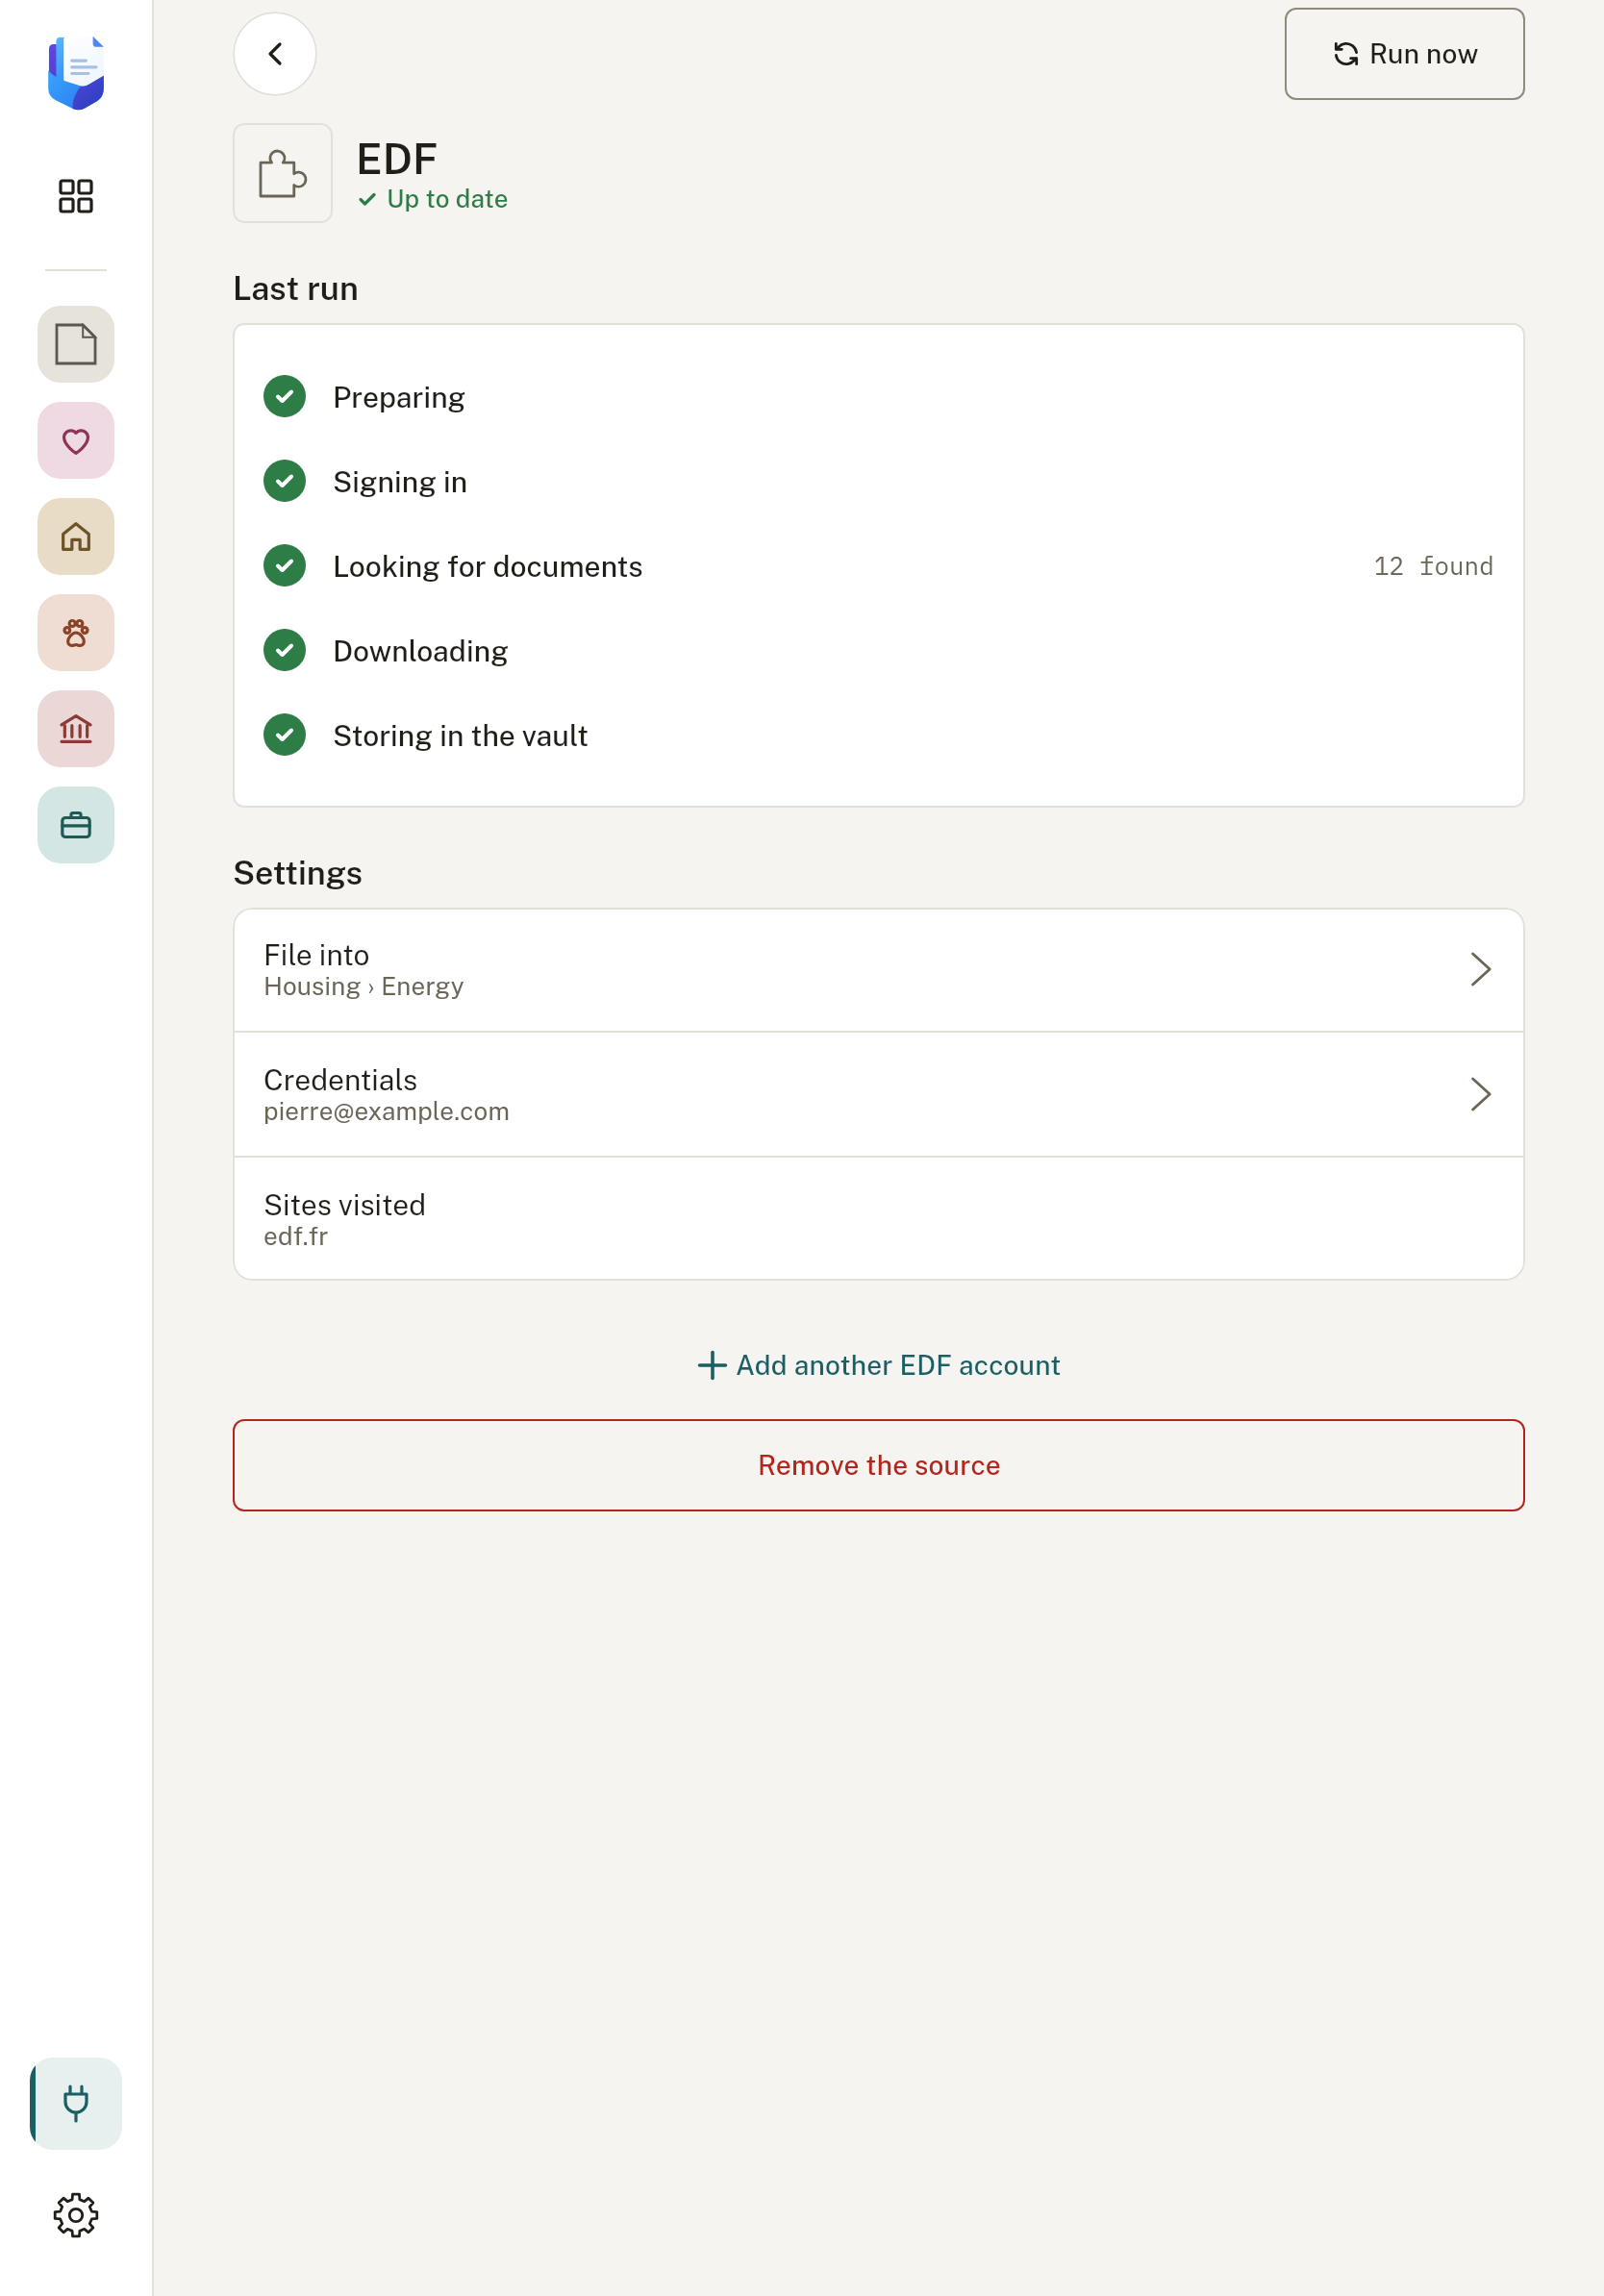 Run now
EDF
Up to date
Last run
Preparing
Signing in
Looking for documents
12 found
Downloading
Storing in the vault
Settings
File into
Housing › Energy
Credentials
pierre@example.com
Sites visited
edf.fr
Add another EDF account
Remove the source